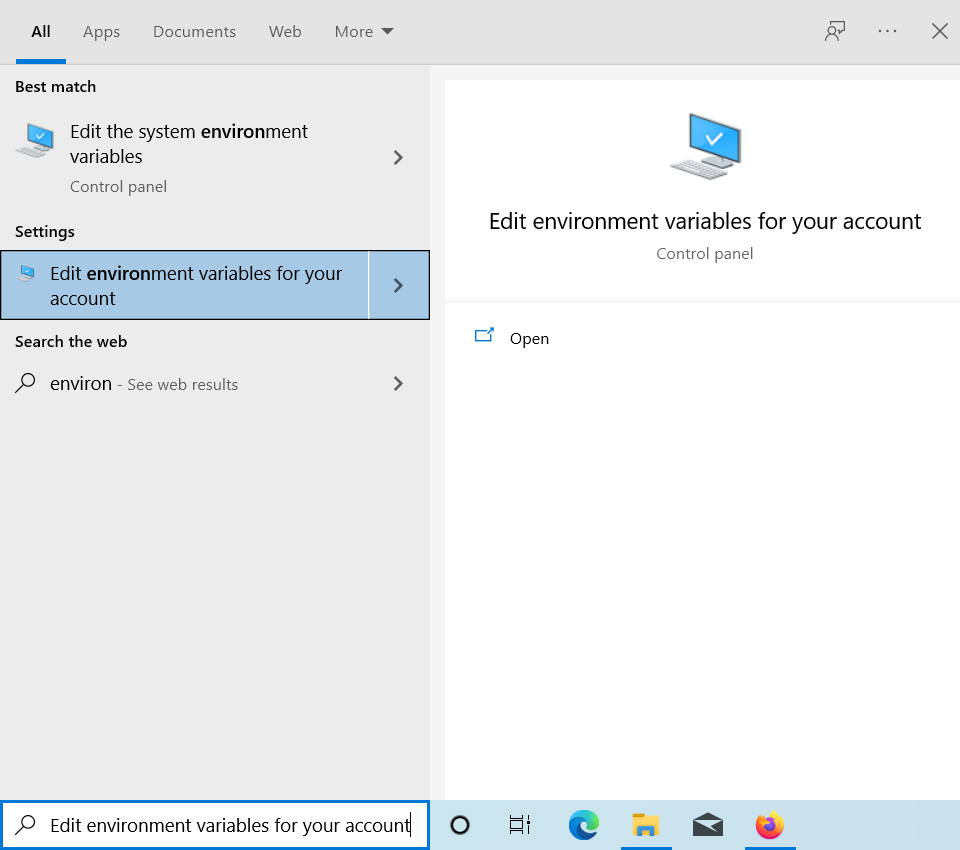 All Apps Documents Web More
Best match
Edit the system environment
variables
Control panel
Settings
Edit environment variables for your
account
Search the web
environ - See web results
Edit environment variables for your account
Control panel
Open
Edit environment variables for your account